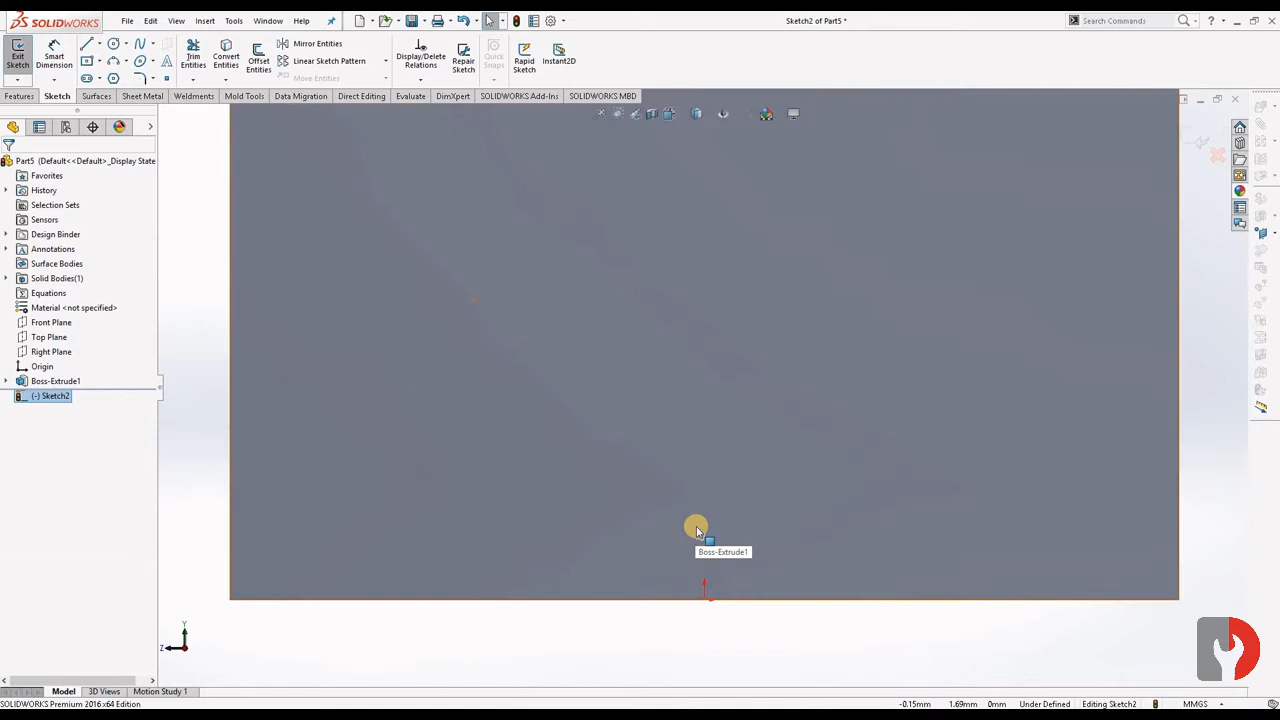 SOLIDWORKS
File
Edit
View
Insert
Tools
Window
Help
Sketch2 of Part5 *
Search Commands
Exit Sketch
Smart Dimension
Trim Entities
Convert Entities
Offset Entities
Mirror Entities
Linear Sketch Pattern
Move Entities
Display/Delete Relations
Repair Sketch
Quick Snaps
Rapid Sketch
Instant2D
Features
Sketch
Surfaces
Sheet Metal
Weldments
Mold Tools
Data Migration
Direct Editing
Evaluate
DimXpert
SOLIDWORKS Add-Ins
SOLIDWORKS MBD
Part5 (Default<<Default>_Display State
Favorites
History
Selection Sets
Sensors
Design Binder
Annotations
Surface Bodies
Solid Bodies(1)
Equations
Material <not specified>
Front Plane
Top Plane
Right Plane
Origin
Boss-Extrude1
(-) Sketch2
Boss-Extrude1
Y
Z
Model
3D Views
Motion Study 1
SOLIDWORKS Premium 2016 x64 Edition
-0.15mm
1.69mm
0mm
Under Defined
Editing Sketch2
MMGS